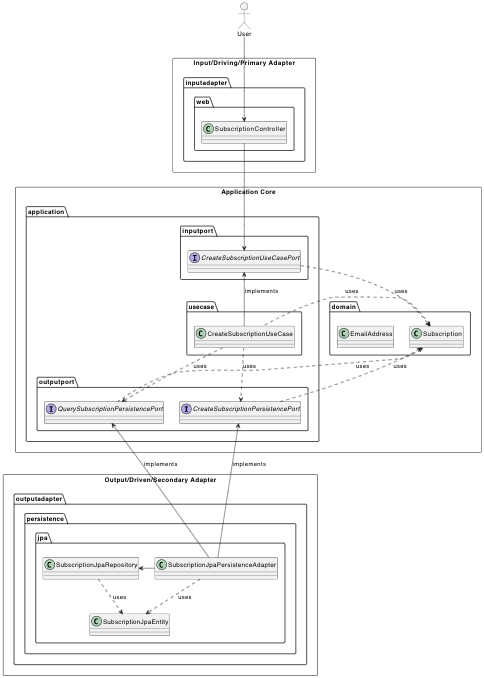 User
Input/Driving/Primary Adapter
inputadapter
web
C SubscriptionController
Application Core
application
inputport
I CreateSubscriptionUseCasePort
implements
uses
uses
usecase
C CreateSubscriptionUseCase
domain
C EmailAddress
C Subscription
uses
uses
uses
outputport
I QuerySubscriptionPersistencePort
I CreateSubscriptionPersistencePort
implements
implements
Output/Driven/Secondary Adapter
outputadapter
persistence
jpa
C SubscriptionJpaRepository
C SubscriptionJpaPersistenceAdapter
uses
uses
C SubscriptionJpaEntity